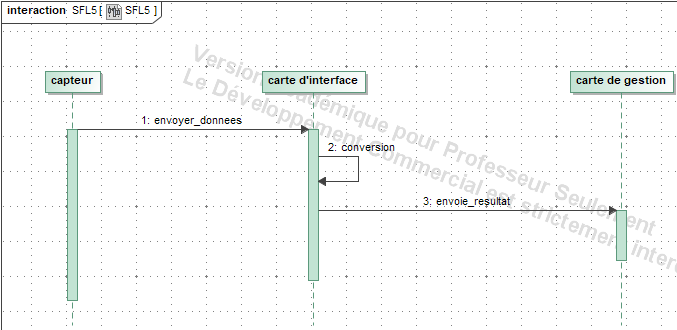 interaction SFL5 [ SFL5 ]
capteur
carte d'interface
carte de gestion
Version Académique pour Professeur Seulement
Le Développement Commercial est strictement inter
1: envoyer_donnees
2: conversion
3: envoie_resultat